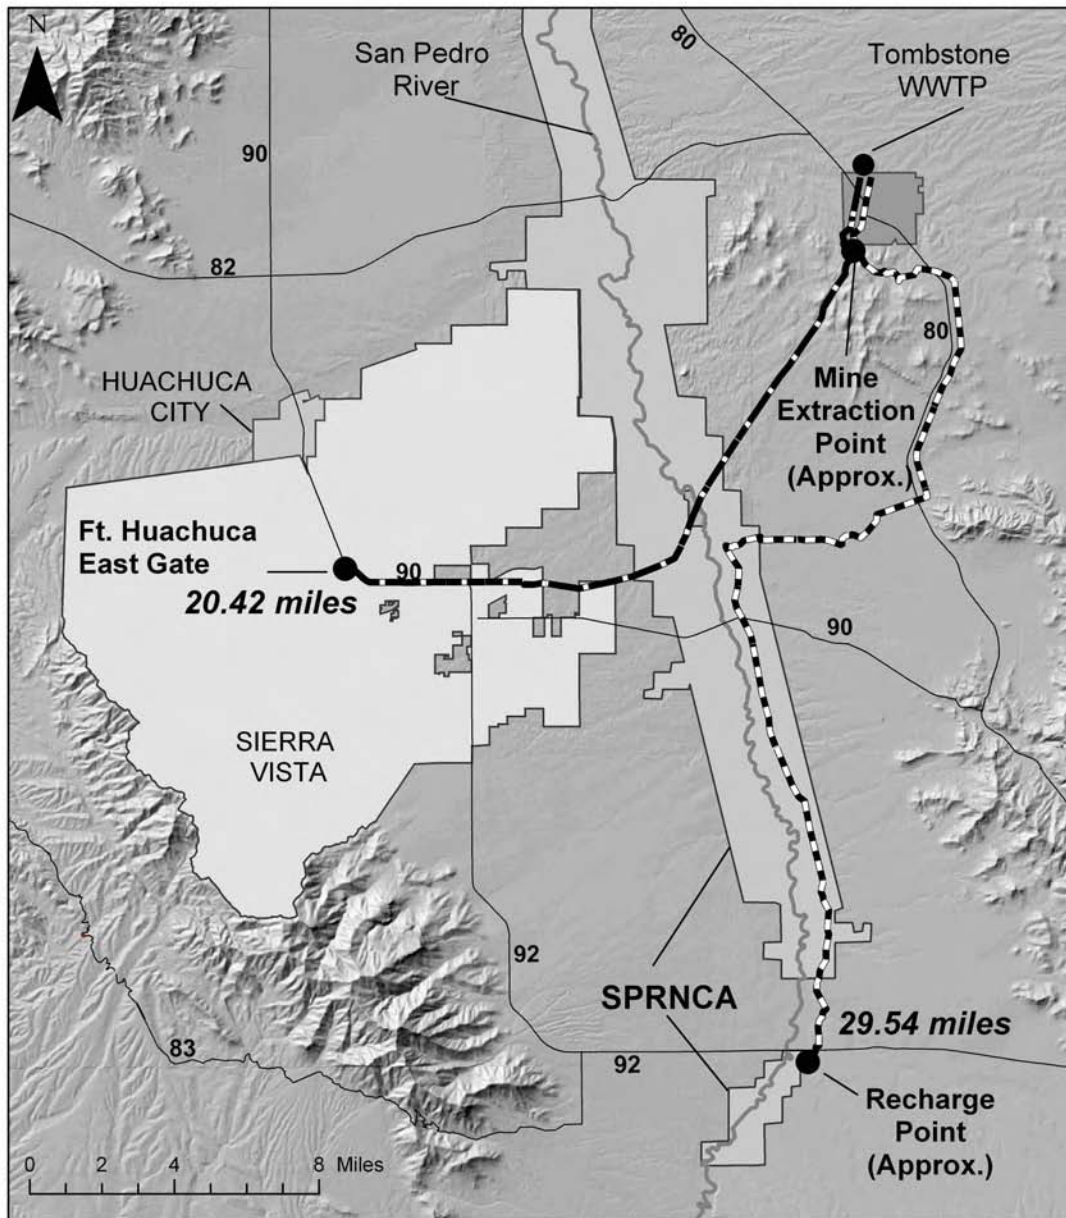 N
80
San Pedro
River
Tombstone
WWTP
90
82
80
HUACHUCA
CITY
Mine
Extraction
Point
(Approx.)
Ft. Huachuca
East Gate
90
20.42 miles
90
SIERRA
VISTA
92
SPRNCA
29.54 miles
83
92
Recharge
Point
(Approx.)
0 2 4 8 Miles